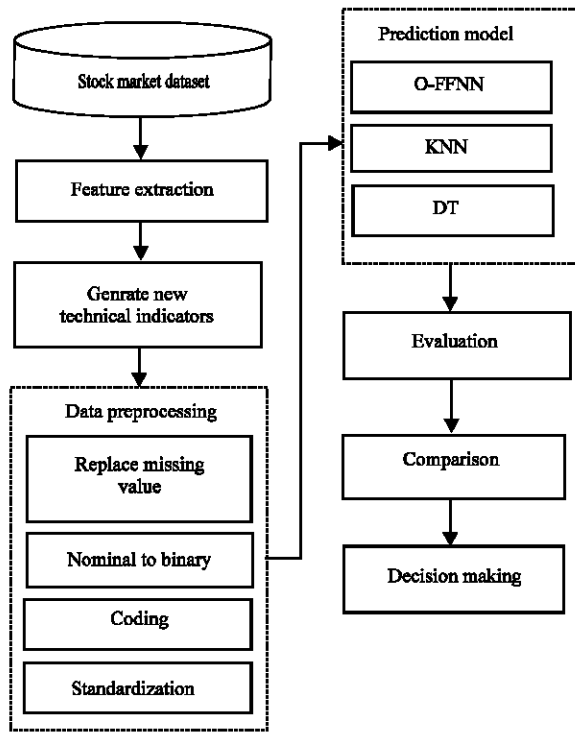 Stock market dataset
Feature extraction
Genrate new
technical indicators
Data preprocessing
Replace missing
value
Nominal to binary
Coding
Standardization
Prediction model
O-FFNN
KNN
DT
Evaluation
Comparison
Decision making